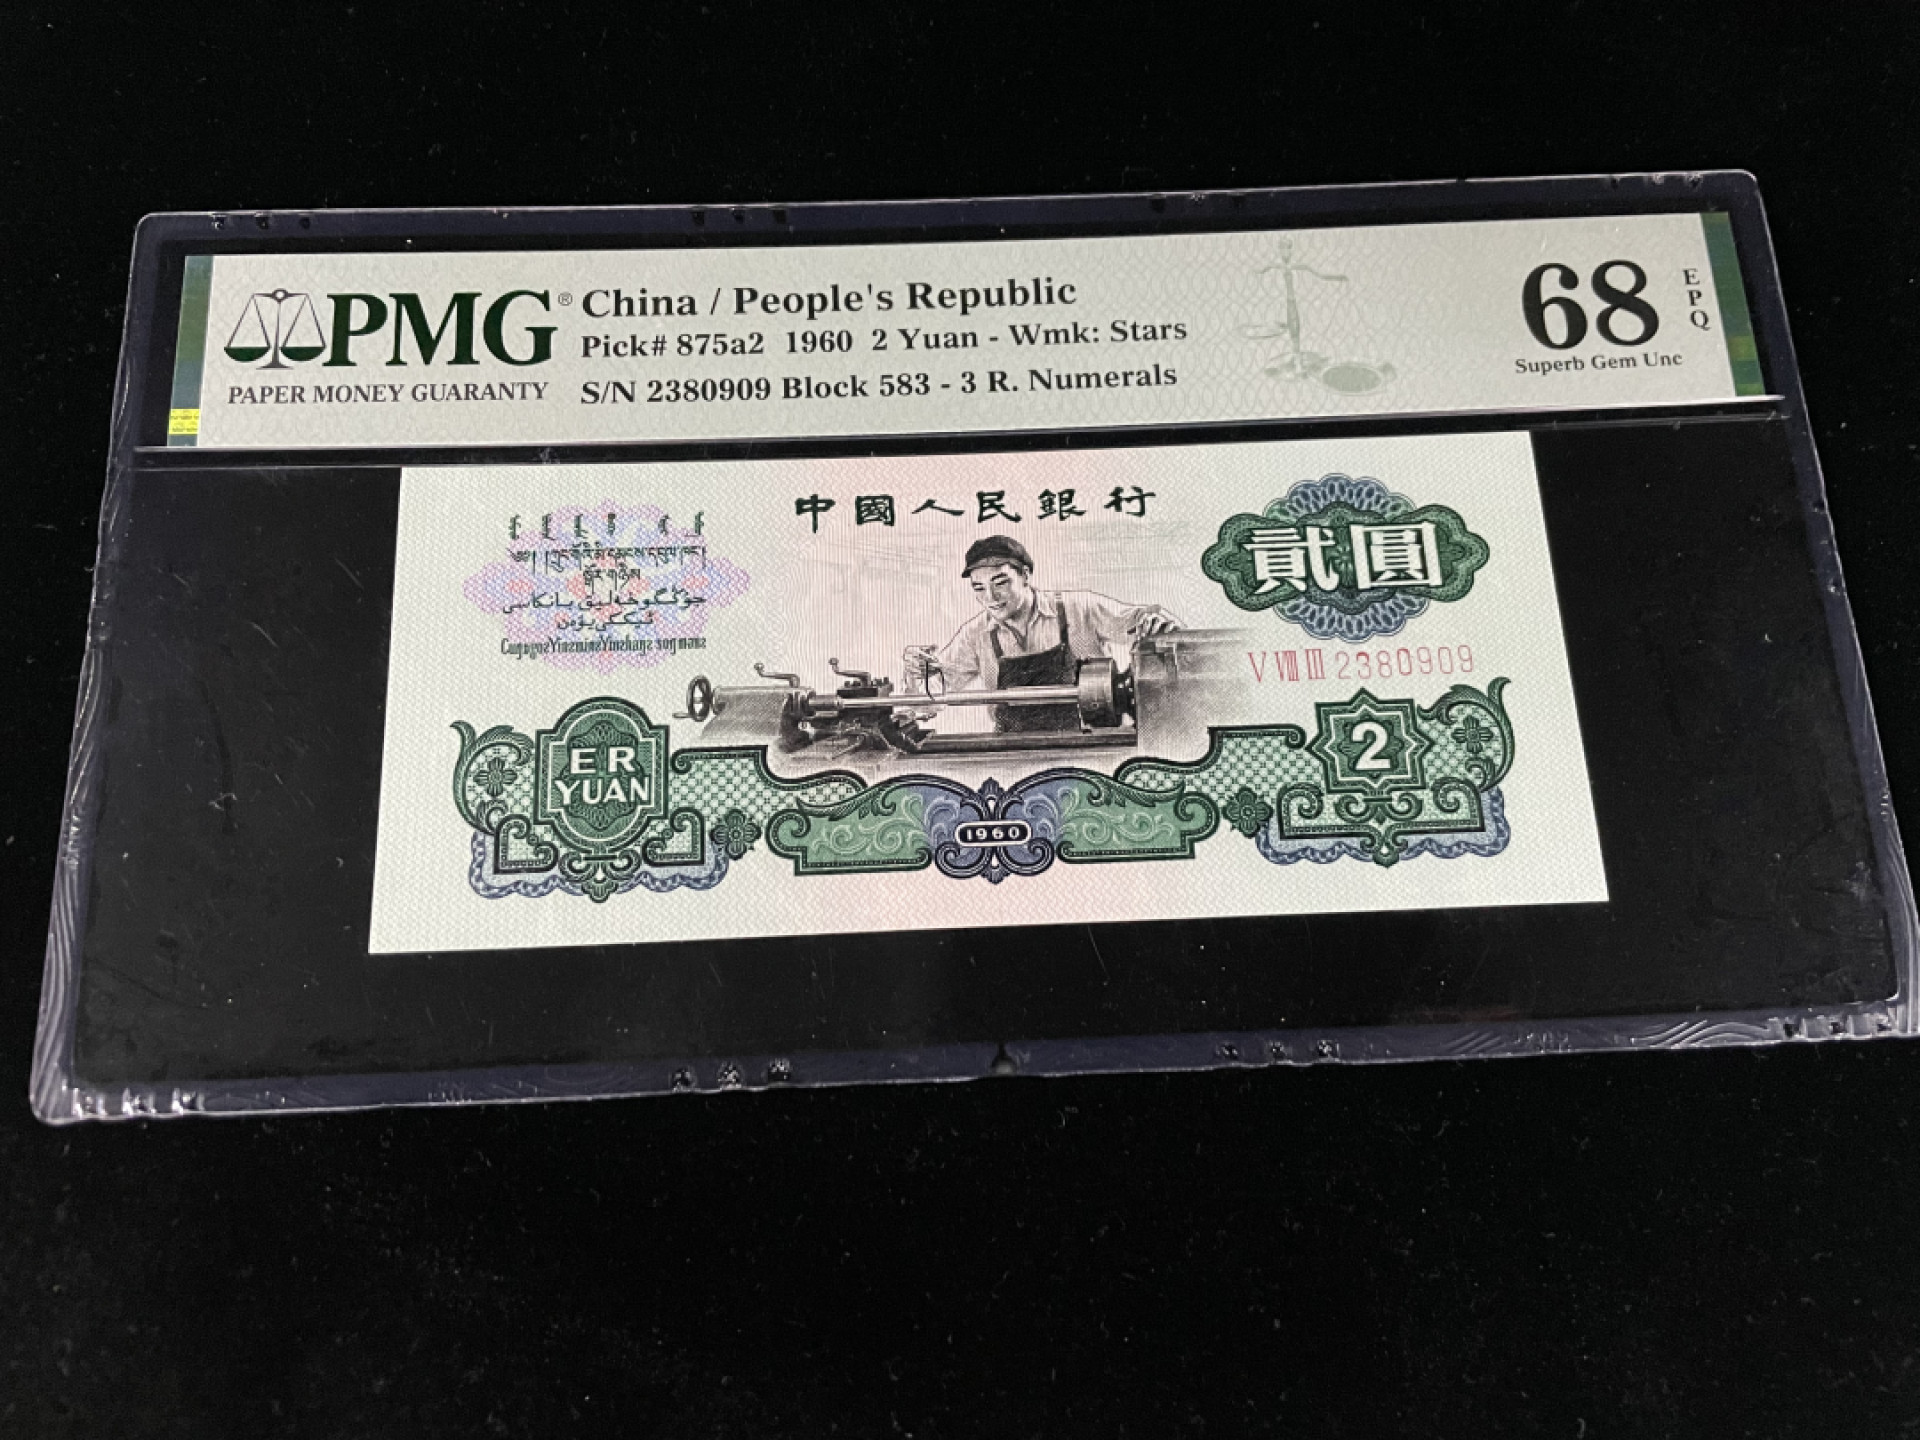 PMG®
PAPER MONEY GUARANTY
China / People's Republic
Pick# 875a2 1960 2 Yuan - Wmk: Stars
S/N 2380909 Block 583 - 3 R. Numerals
68
EPQ
Superb Gem Unc
中國人民銀行
貳圓
V VIII III 2380909
ER
YUAN
2
1960